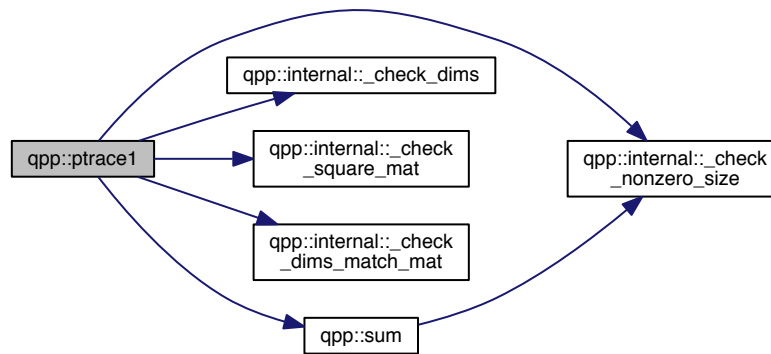 qpp::internal::_check_dims
qpp::ptrace1
qpp::internal::_check
_square_mat
qpp::internal::_check
_nonzero_size
qpp::internal::_check
_dims_match_mat
qpp::sum